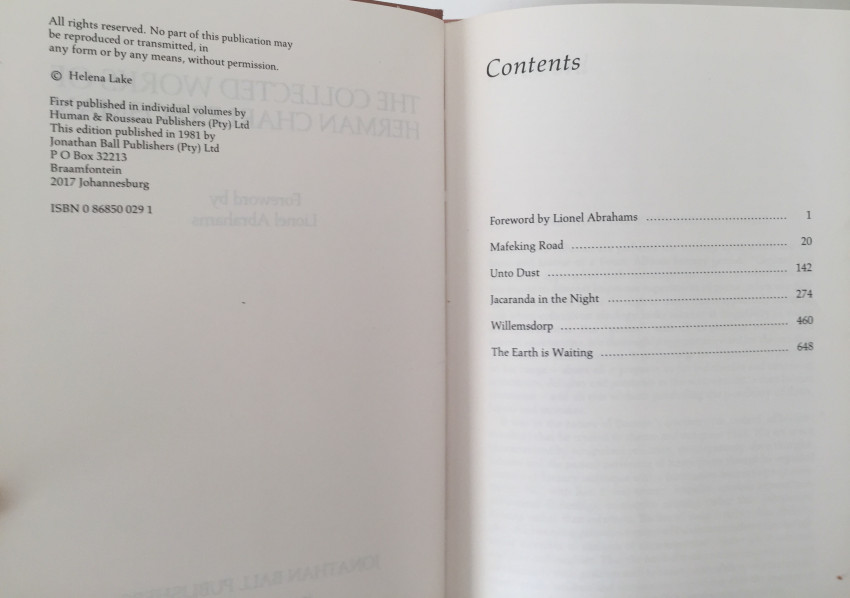 All rights reserved. No part of this publication may
be reproduced or transmitted, in
any form or by any means, without permission.
© Helena Lake
First published in individual volumes by
Human & Rousseau Publishers (Pty) Ltd
This edition published in 1981 by
Jonathan Ball Publishers (Pty) Ltd
P O Box 32213
Braamfontein
2017 Johannesburg
ISBN 0 86850 029 1
Contents
Foreword by Lionel Abrahams 1
Mafeking Road 20
Unto Dust 142
Jacaranda in the Night 274
Willemsdorp 460
The Earth is Waiting 648